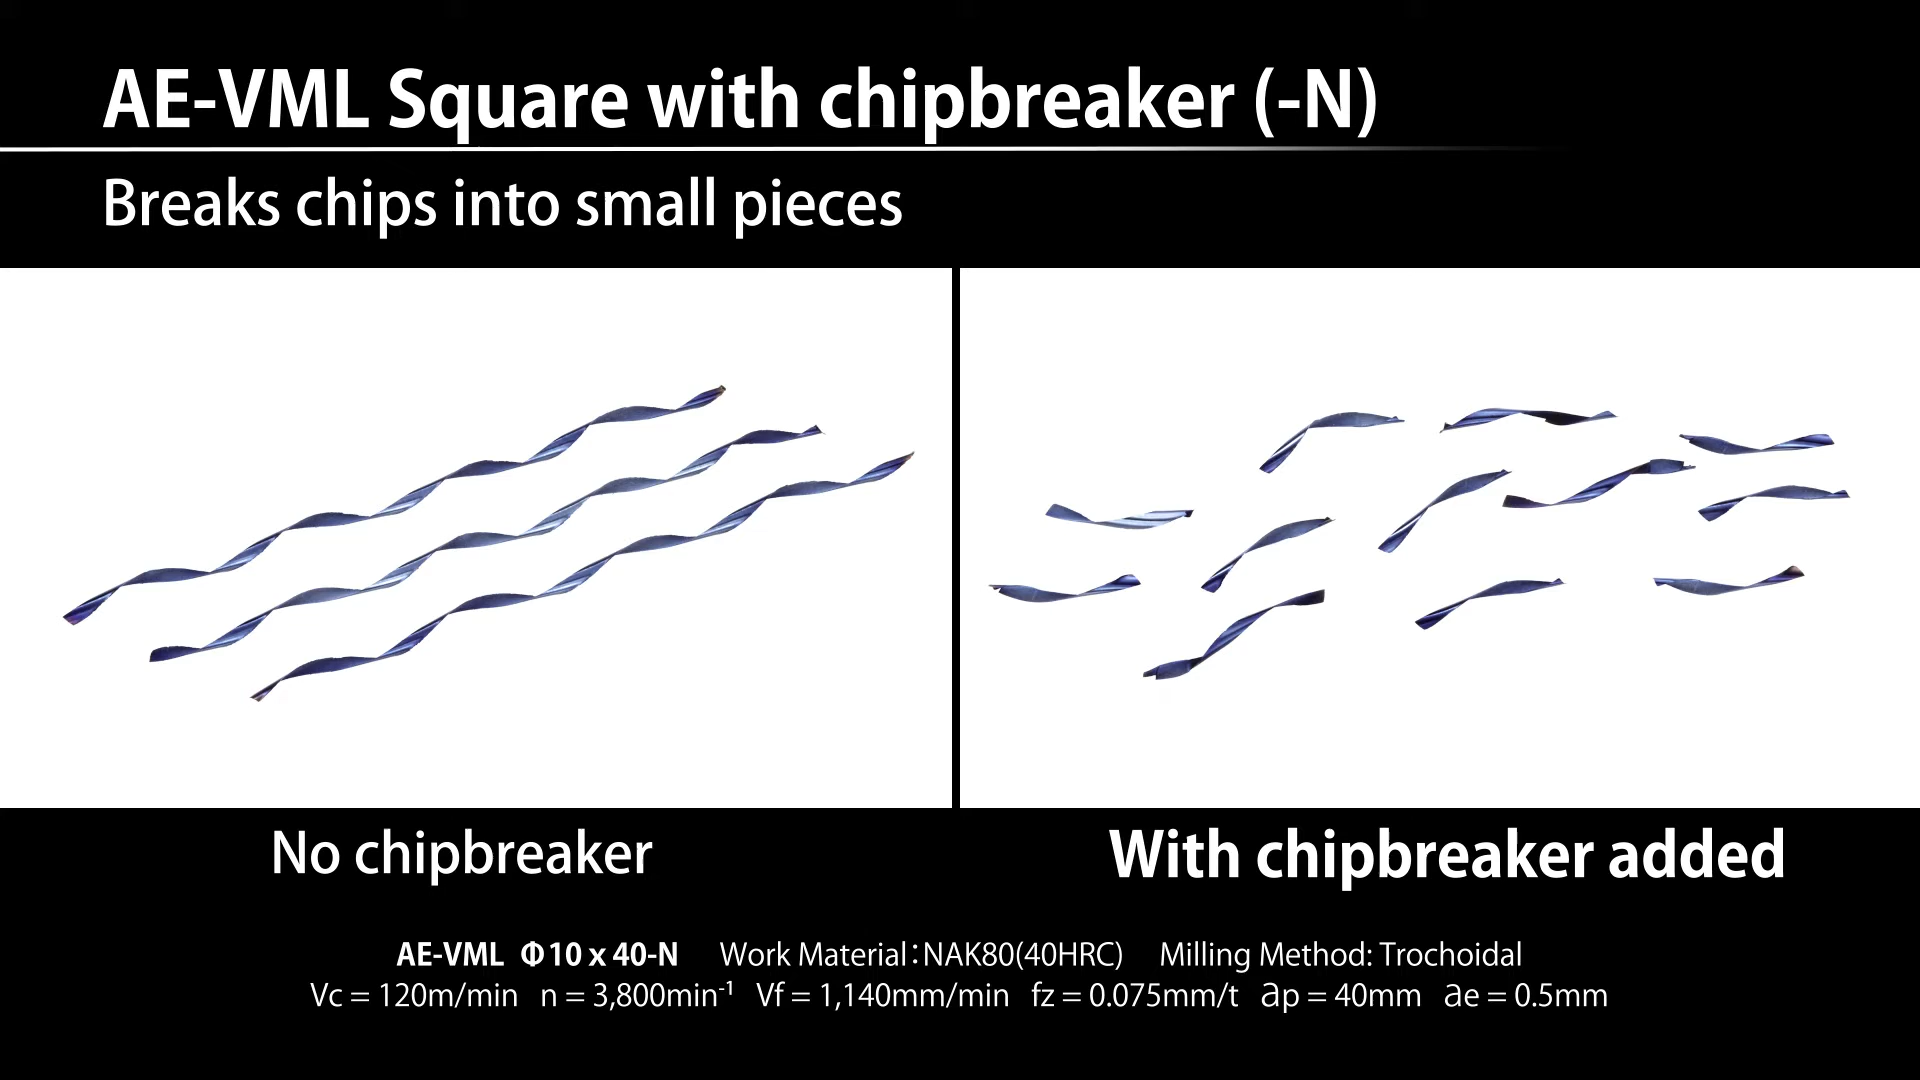 AE-VML Square with chipbreaker (-N)
Breaks chips into small pieces
No chipbreaker
With chipbreaker added
AE-VML Φ10 x 40-N Work Material:NAK80(40HRC) Milling Method: Trochoidal
Vc = 120m/min n = 3,800min⁻¹ Vf = 1,140mm/min fz = 0.075mm/t ap = 40mm ae = 0.5mm